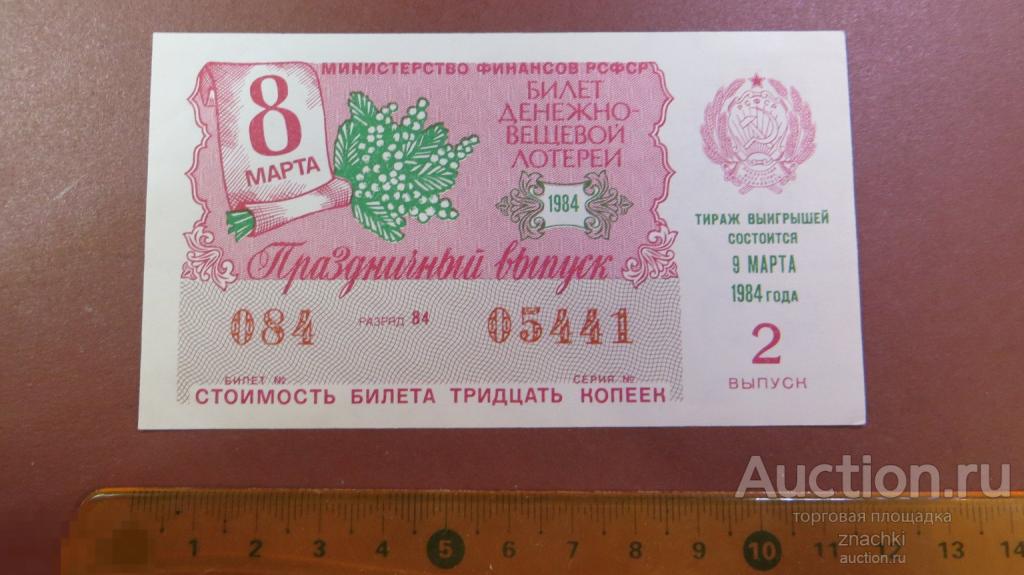 МИНИСТЕРСТВО ФИНАНСОВ РСФСР
8
МАРТА
БИЛЕТ
ДЕНЕЖНО-
ВЕЩЕВОЙ
ЛОТЕРЕИ
1984
Праздничный выпуск
084 РАЗРЯД 84 05441
БИЛЕТ № СЕРИЯ №
СТОИМОСТЬ БИЛЕТА ТРИДЦАТЬ КОПЕЕК
ТИРАЖ ВЫИГРЫШЕЙ
СОСТОИТСЯ
9 МАРТА
1984 ГОДА
2
ВЫПУСК
Auction.ru
торговая площадка
znachki
auction.ru
1 2 3 4 5 6 7 8 9 10 11 12 13 14